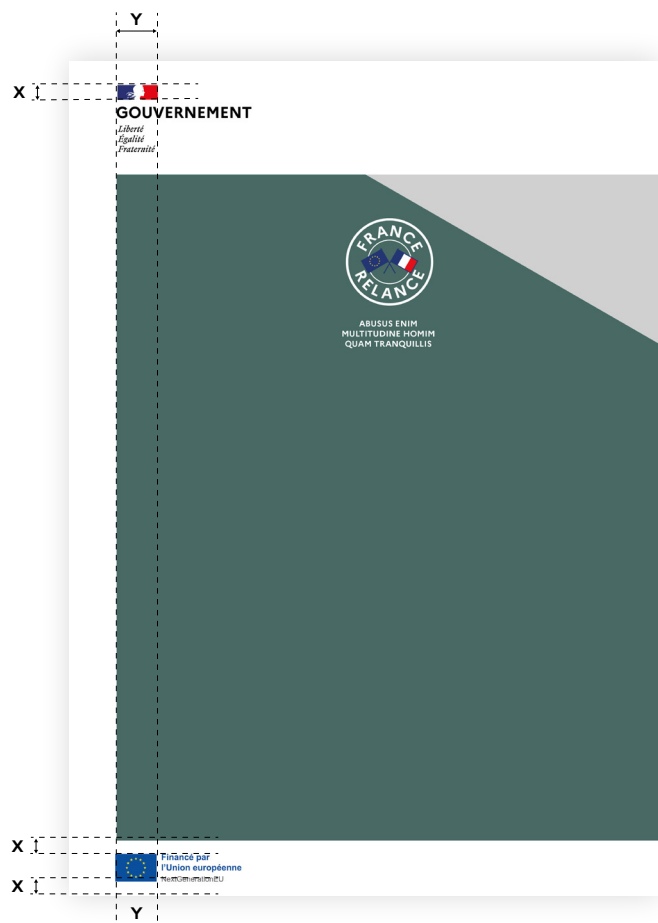 Y
X
GOUVERNEMENT
Liberté
Égalité
Fraternité
FRANCE
RELANCE
ABUSUS ENIM
MULTITUDINE HOMIM
QUAM TRANQUILLIS
X
Financé par
l'Union européenne
NextGenerationEU
X
Y